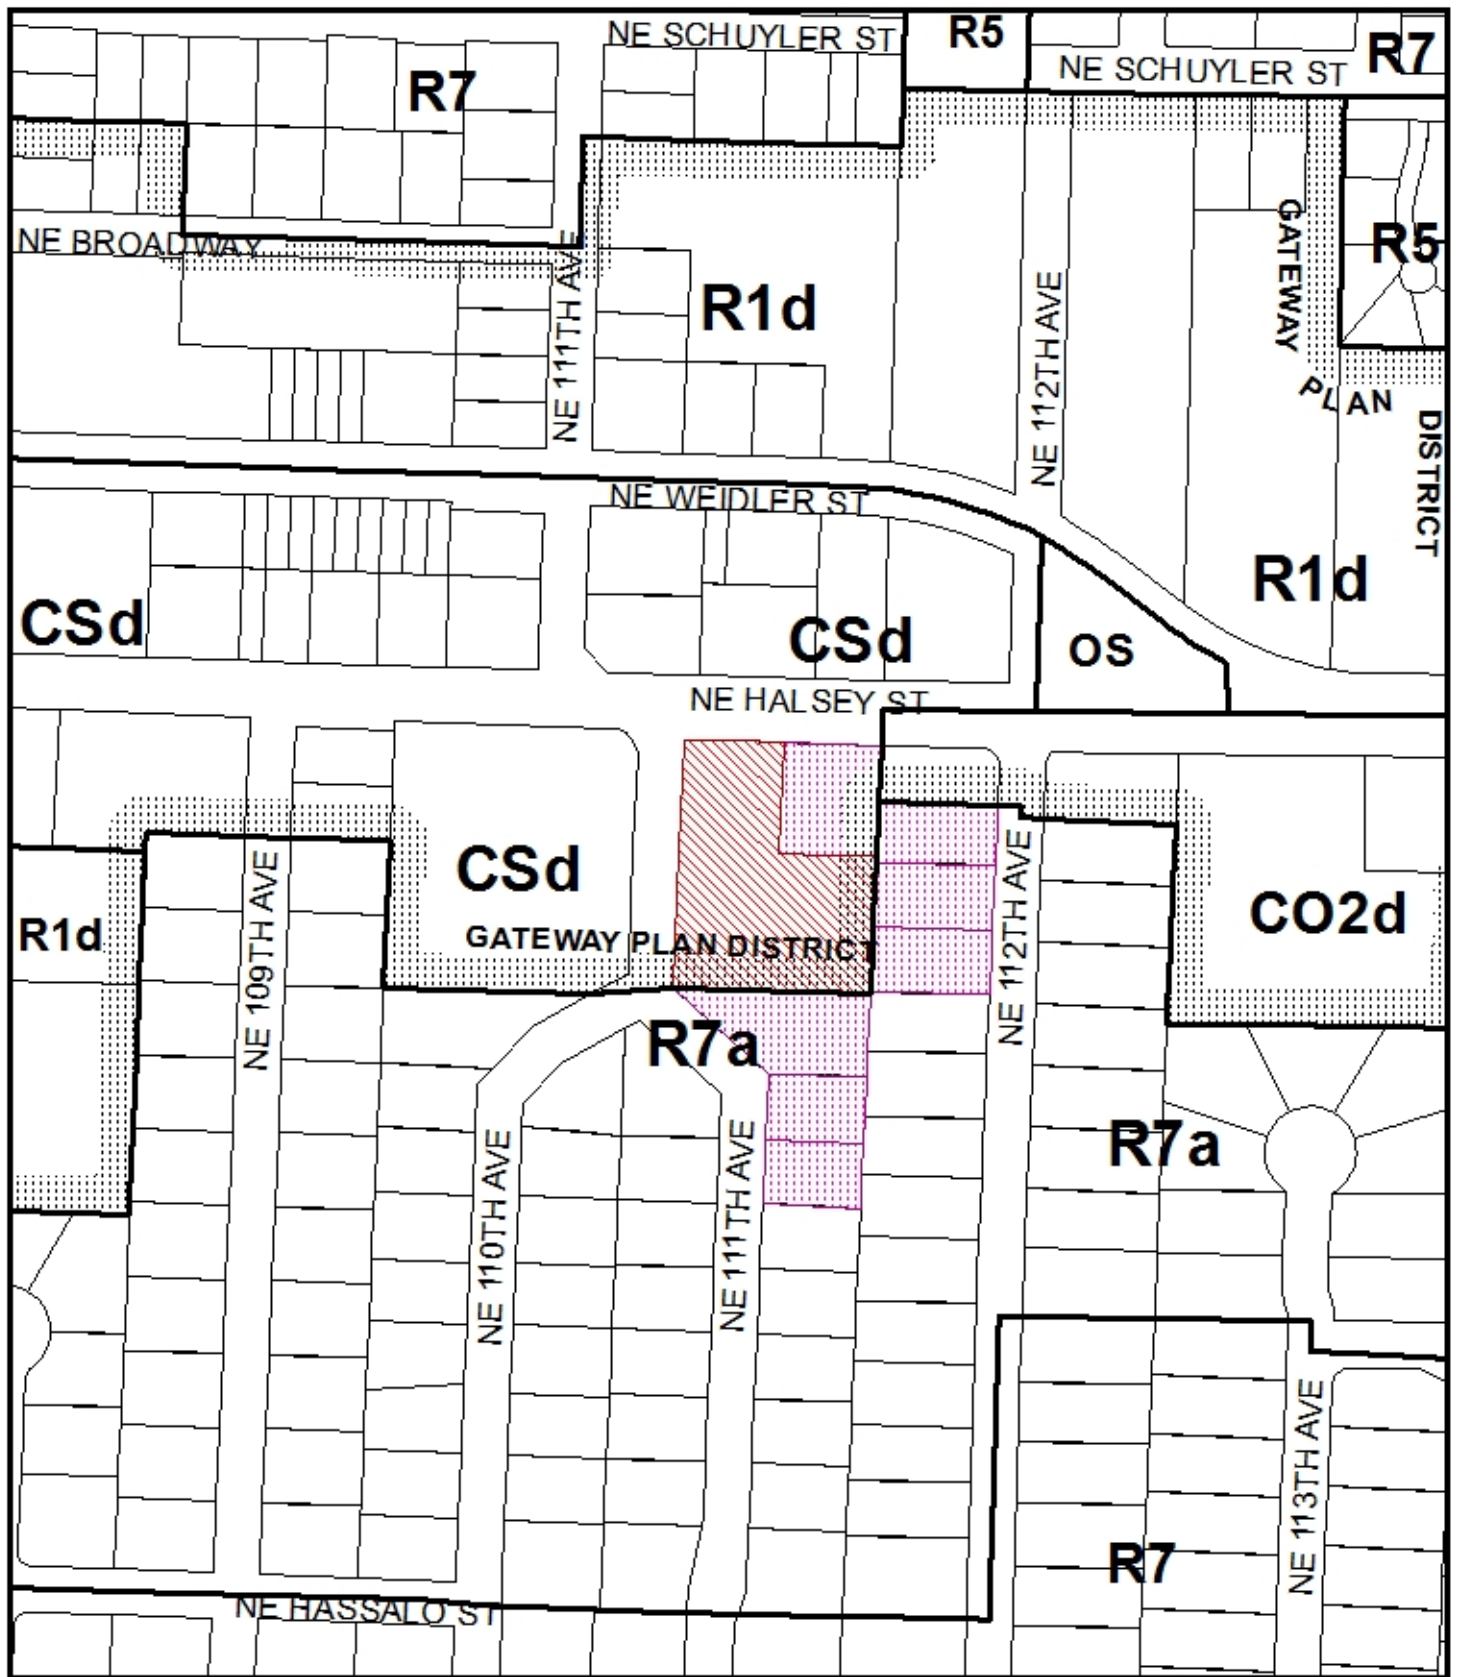 NE SCHUYLER ST
R5
R7
NE SCHUYLER ST
R7
NE BROADWAY
R5
GATEWAY
R1d
NE 111TH AVE
NE 112TH AVE
PLAN
DISTRICT
NE WEIDLER ST
R1d
CSd
CSd
OS
NE HALSEY ST
CSd
R1d
NE 109TH AVE
GATEWAY PLAN DISTRICT
NE 112TH AVE
CO2d
R7a
R7a
NE 110TH AVE
NE 111TH AVE
NE 113TH AVE
R7
NE HASSALO ST